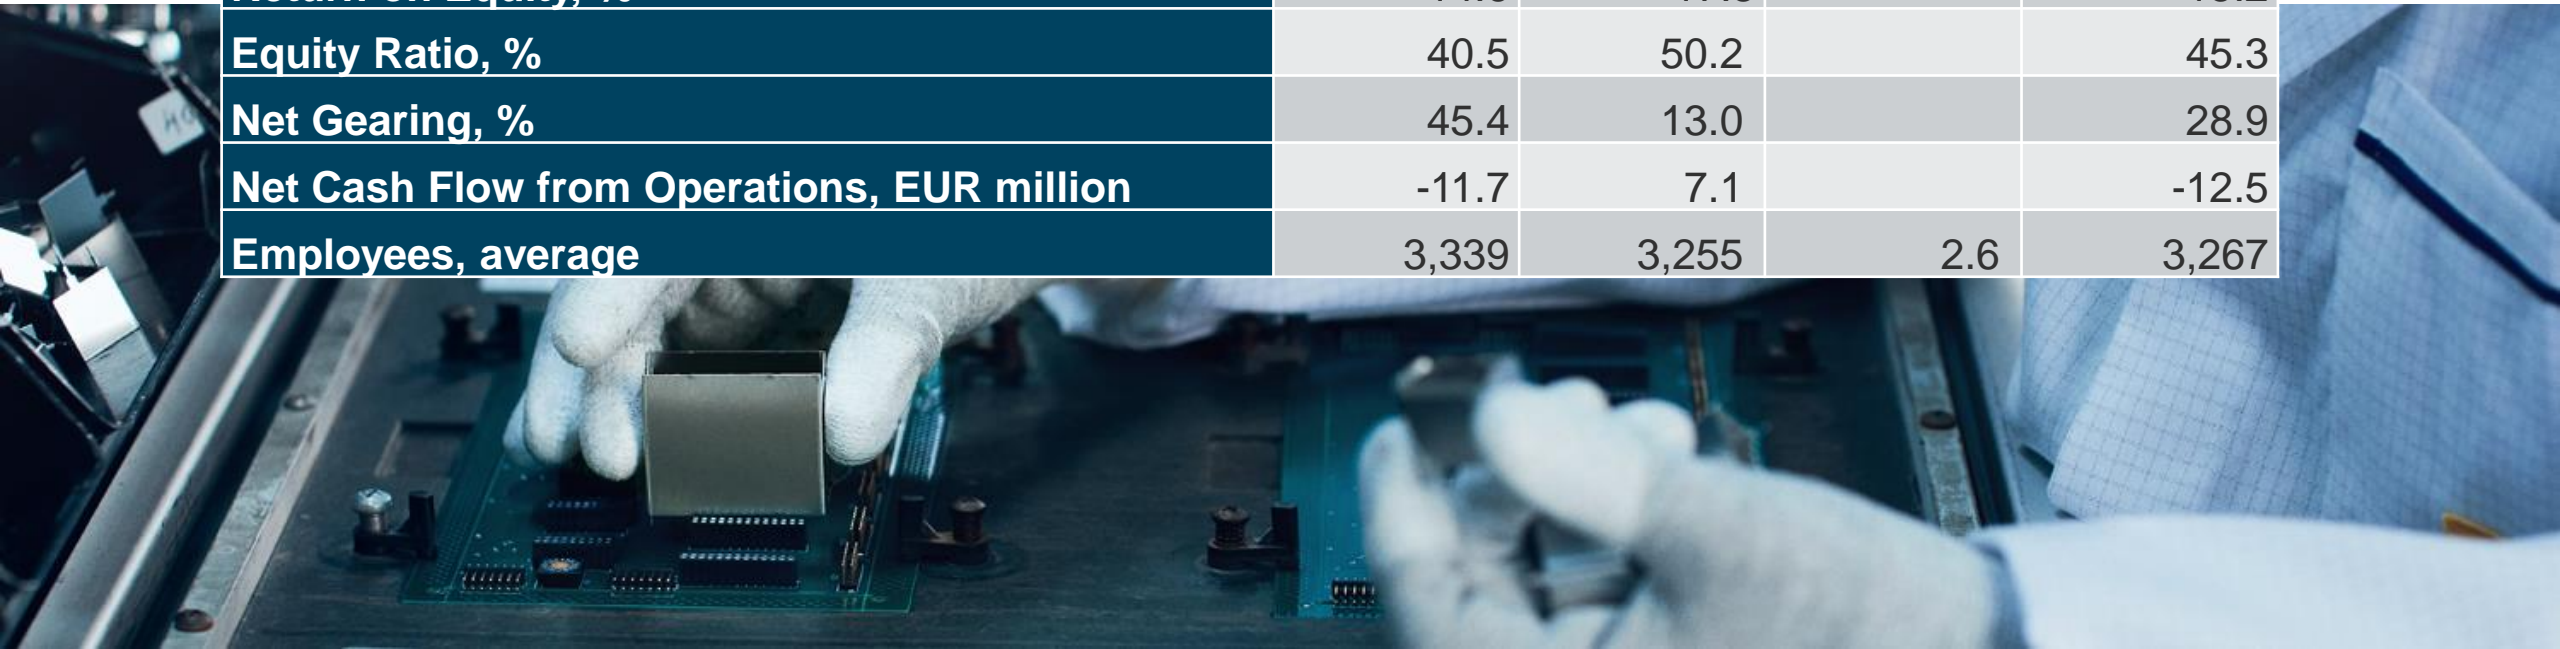 Equity Ratio, % 40.5 50.2 45.3
Net Gearing, % 45.4 13.0 28.9
Net Cash Flow from Operations, EUR million -11.7 7.1 -12.5
Employees, average 3,339 3,255 2.6 3,267